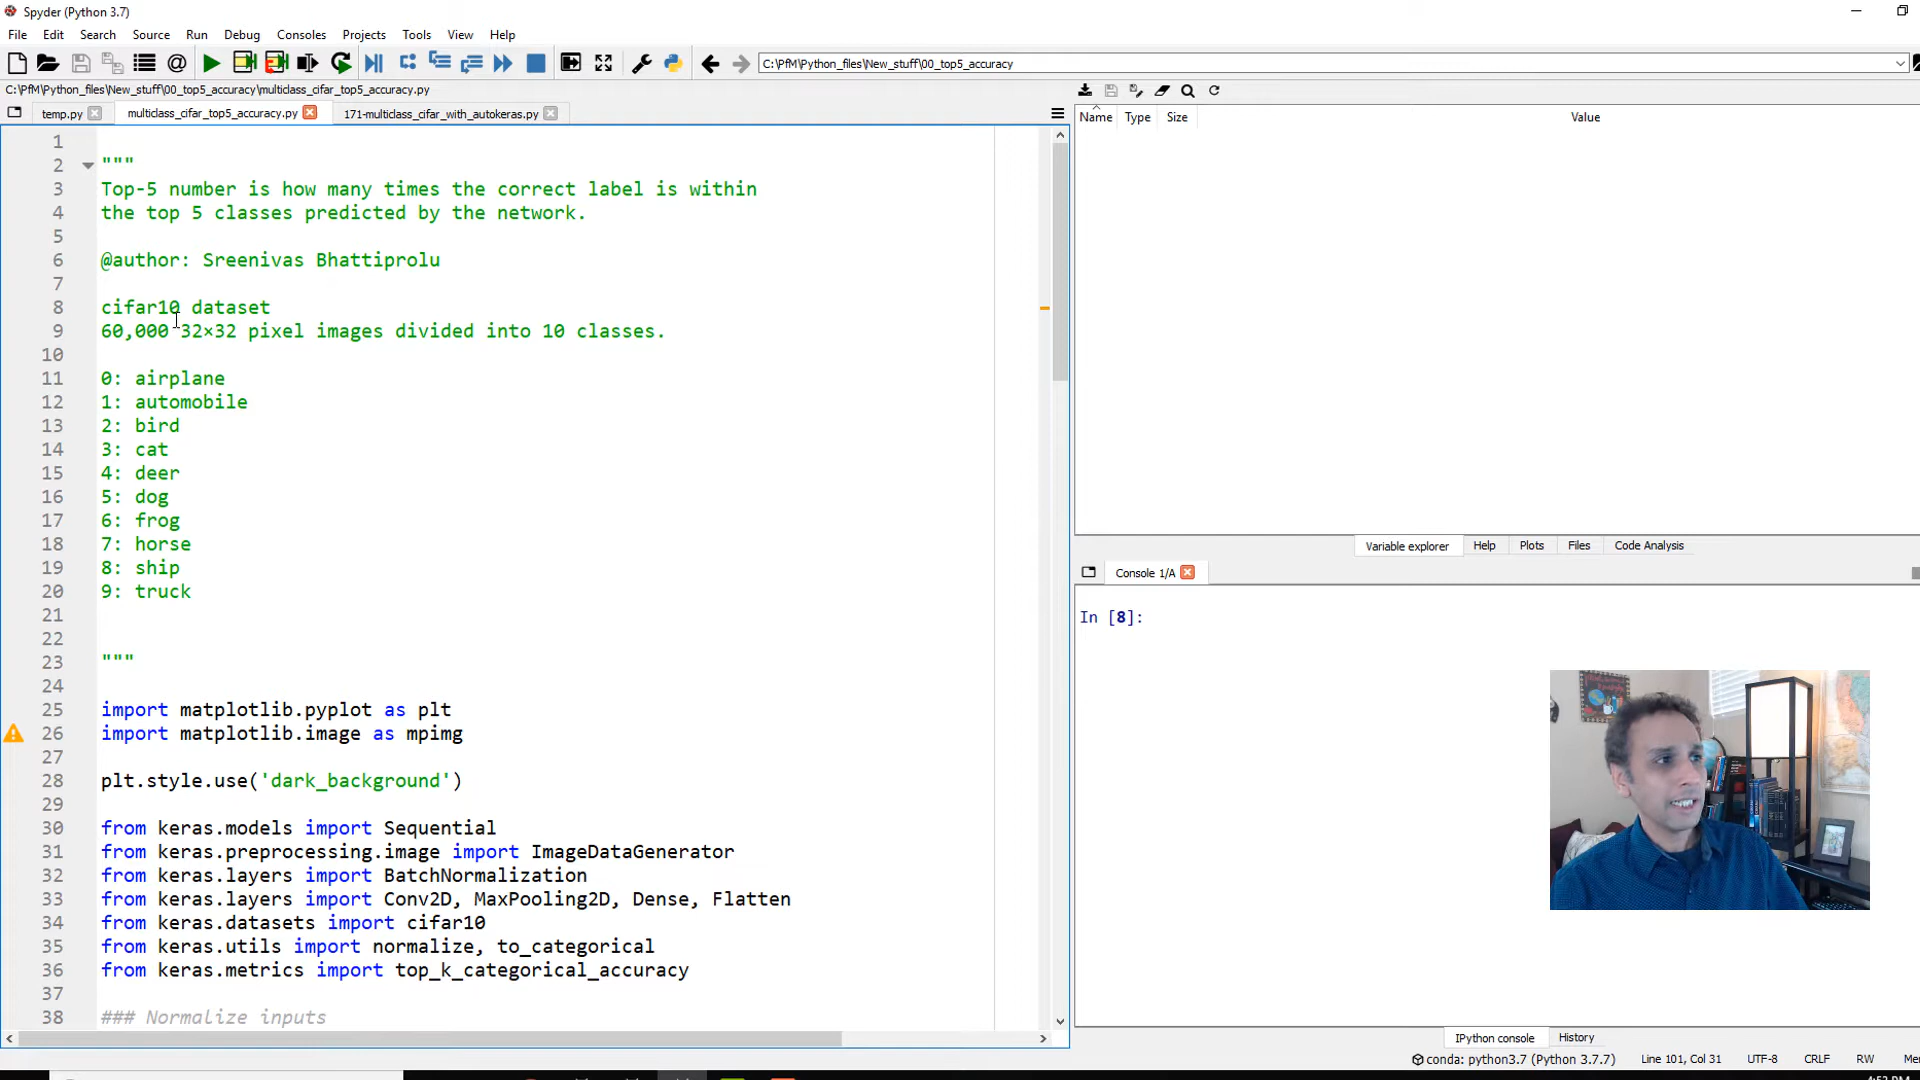 Spyder (Python 3.7)
File Edit Search Source Run Debug Consoles Projects Tools View Help
C:\PfM\Python_files\New_stuff\00_top5_accuracy
C:\PfM\Python_files\New_stuff\00_top5_accuracy\multiclass_cifar_top5_accuracy.py
temp.py multiclass_cifar_top5_accuracy.py 171-multiclass_cifar_with_autokeras.py
Name Type Size Value
1
2 """
3 Top-5 number is how many times the correct label is within
4 the top 5 classes predicted by the network.
5
6 @author: Sreenivas Bhattiprolu
7
8 cifar10 dataset
9 60,000 32×32 pixel images divided into 10 classes.
10
11 0: airplane
12 1: automobile
13 2: bird
14 3: cat
15 4: deer
16 5: dog
17 6: frog
18 7: horse
19 8: ship
20 9: truck
21
22
23 """
24
25 import matplotlib.pyplot as plt
26 import matplotlib.image as mpimg
27
28 plt.style.use('dark_background')
29
30 from keras.models import Sequential
31 from keras.preprocessing.image import ImageDataGenerator
32 from keras.layers import BatchNormalization
33 from keras.layers import Conv2D, MaxPooling2D, Dense, Flatten
34 from keras.datasets import cifar10
35 from keras.utils import normalize, to_categorical
36 from keras.metrics import top_k_categorical_accuracy
37
38 ### Normalize inputs
Variable explorer Help Plots Files Code Analysis
Console 1/A
In [8]:
IPython console History
conda: python3.7 (Python 3.7.7) Line 101, Col 31 UTF-8 CRLF RW